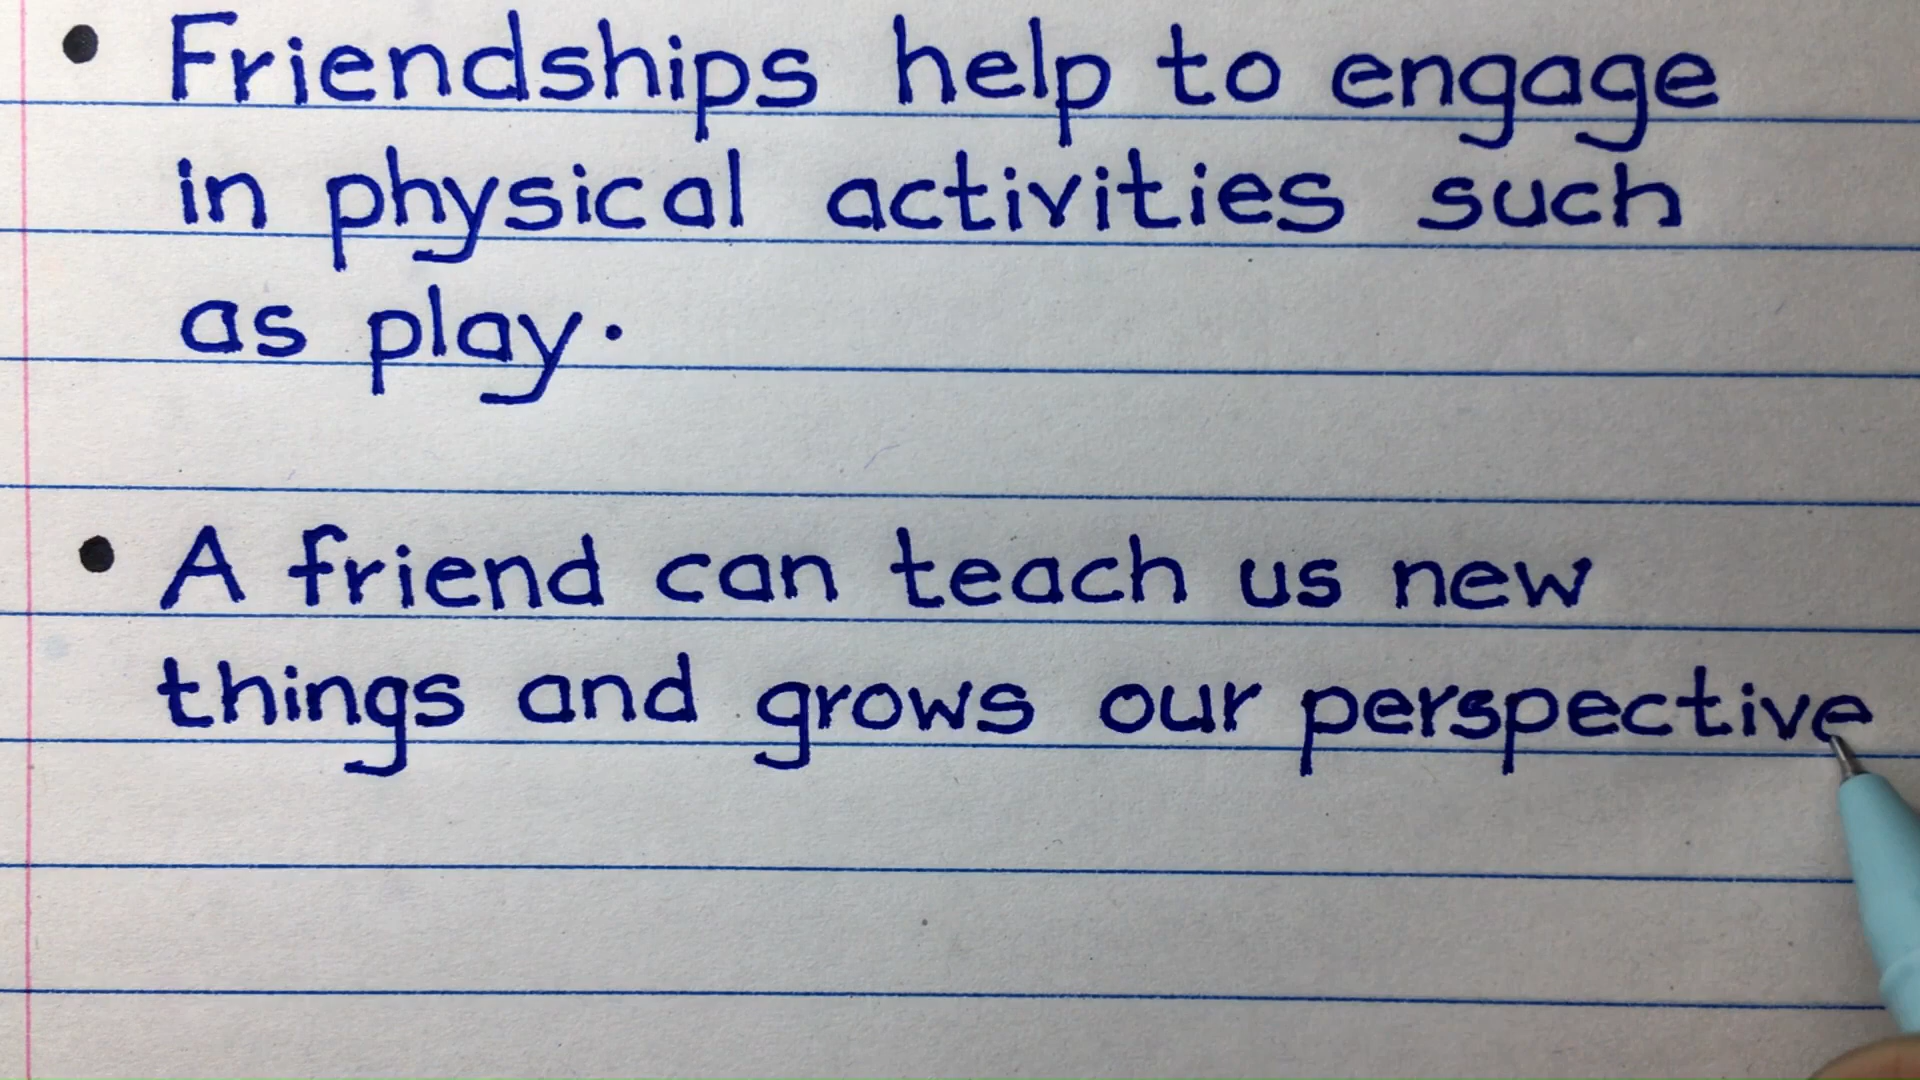 • Friendships help to engage
in physical activities such
as play.
• A friend can teach us new
things and grows our perspective